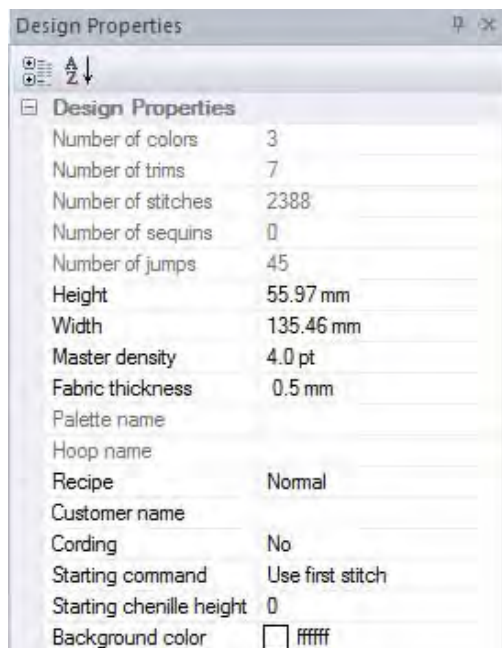 Design Properties
A
Z
Design Properties
Number of colors 3
Number of trims 7
Number of stitches 2388
Number of sequins 0
Number of jumps 45
Height 55.97 mm
Width 135.46 mm
Master density 4.0 pt
Fabric thickness 0.5 mm
Palette name
Hoop name
Recipe Normal
Customer name
Cording No
Starting command Use first stitch
Starting chenille height 0
Background color ffffff